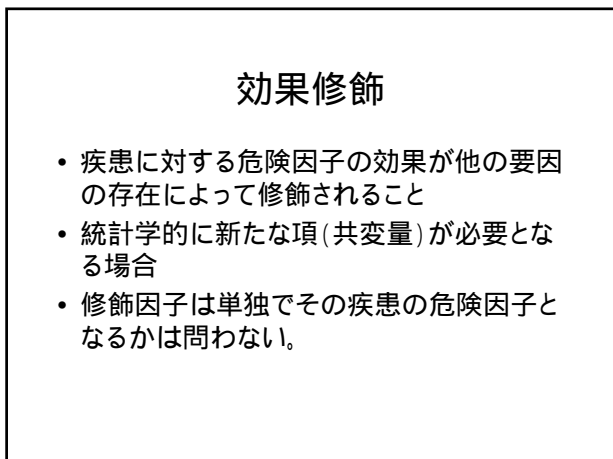 効果修飾
• 疾患に対する危険因子の効果が他の要因
の存在によって修飾されること
• 統計学的に新たな項(共変量)が必要とな
る場合
• 修飾因子は単独でその疾患の危険因子と
なるかは問わない。